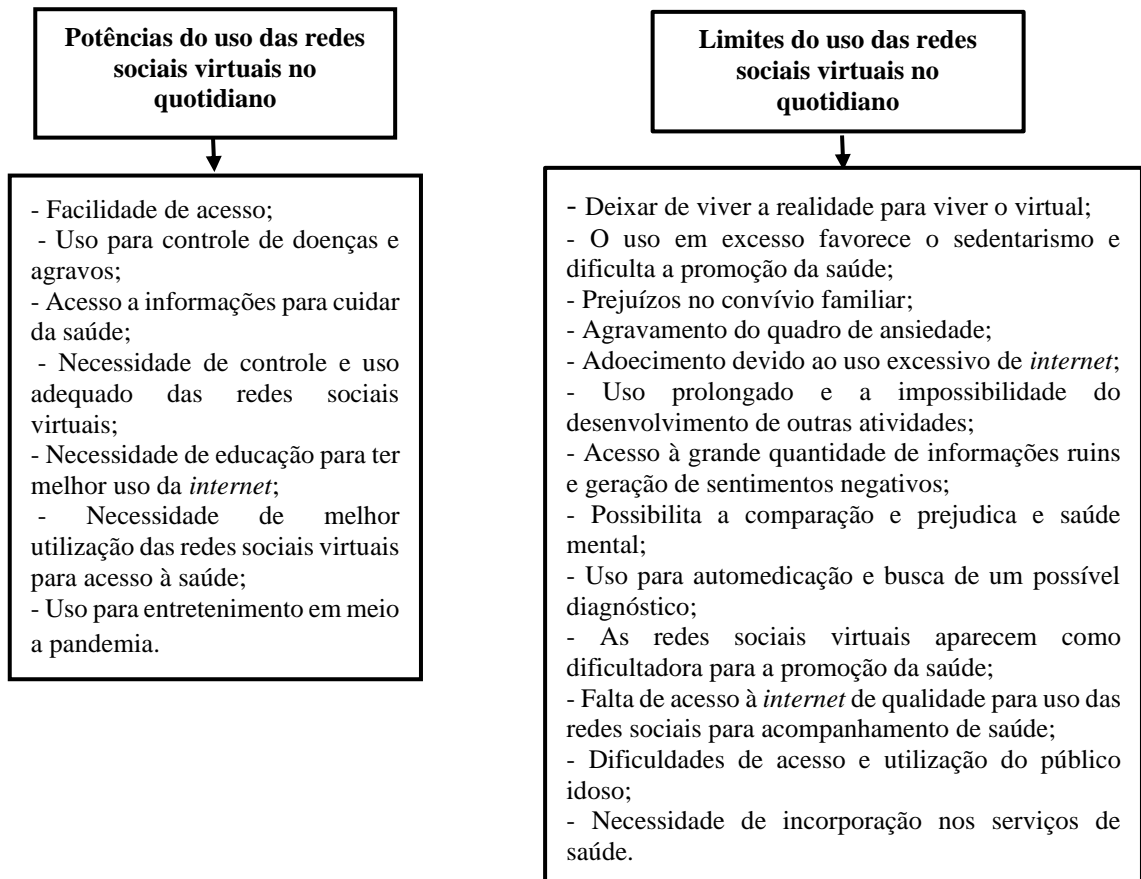 Potências do uso das redes
sociais virtuais no
quotidiano
- Facilidade de acesso;
- Uso para controle de doenças e
agravos;
- Acesso a informações para cuidar
da saúde;
- Necessidade de controle e uso
adequado das redes sociais
virtuais;
- Necessidade de educação para ter
melhor uso da internet;
- Necessidade de melhor
utilização das redes sociais virtuais
para acesso à saúde;
- Uso para entretenimento em meio
a pandemia.
Limites do uso das redes
sociais virtuais no
quotidiano
- Deixar de viver a realidade para viver o virtual;
- O uso em excesso favorece o sedentarismo e
dificulta a promoção da saúde;
- Prejuízos no convívio familiar;
- Agravamento do quadro de ansiedade;
- Adoecimento devido ao uso excessivo de internet;
- Uso prolongado e a impossibilidade do
desenvolvimento de outras atividades;
- Acesso à grande quantidade de informações ruins
e geração de sentimentos negativos;
- Possibilita a comparação e prejudica e saúde
mental;
- Uso para automedicação e busca de um possível
diagnóstico;
- As redes sociais virtuais aparecem como
dificultadora para a promoção da saúde;
- Falta de acesso à internet de qualidade para uso das
redes sociais para acompanhamento de saúde;
- Dificuldades de acesso e utilização do público
idoso;
- Necessidade de incorporação nos serviços de
saúde.